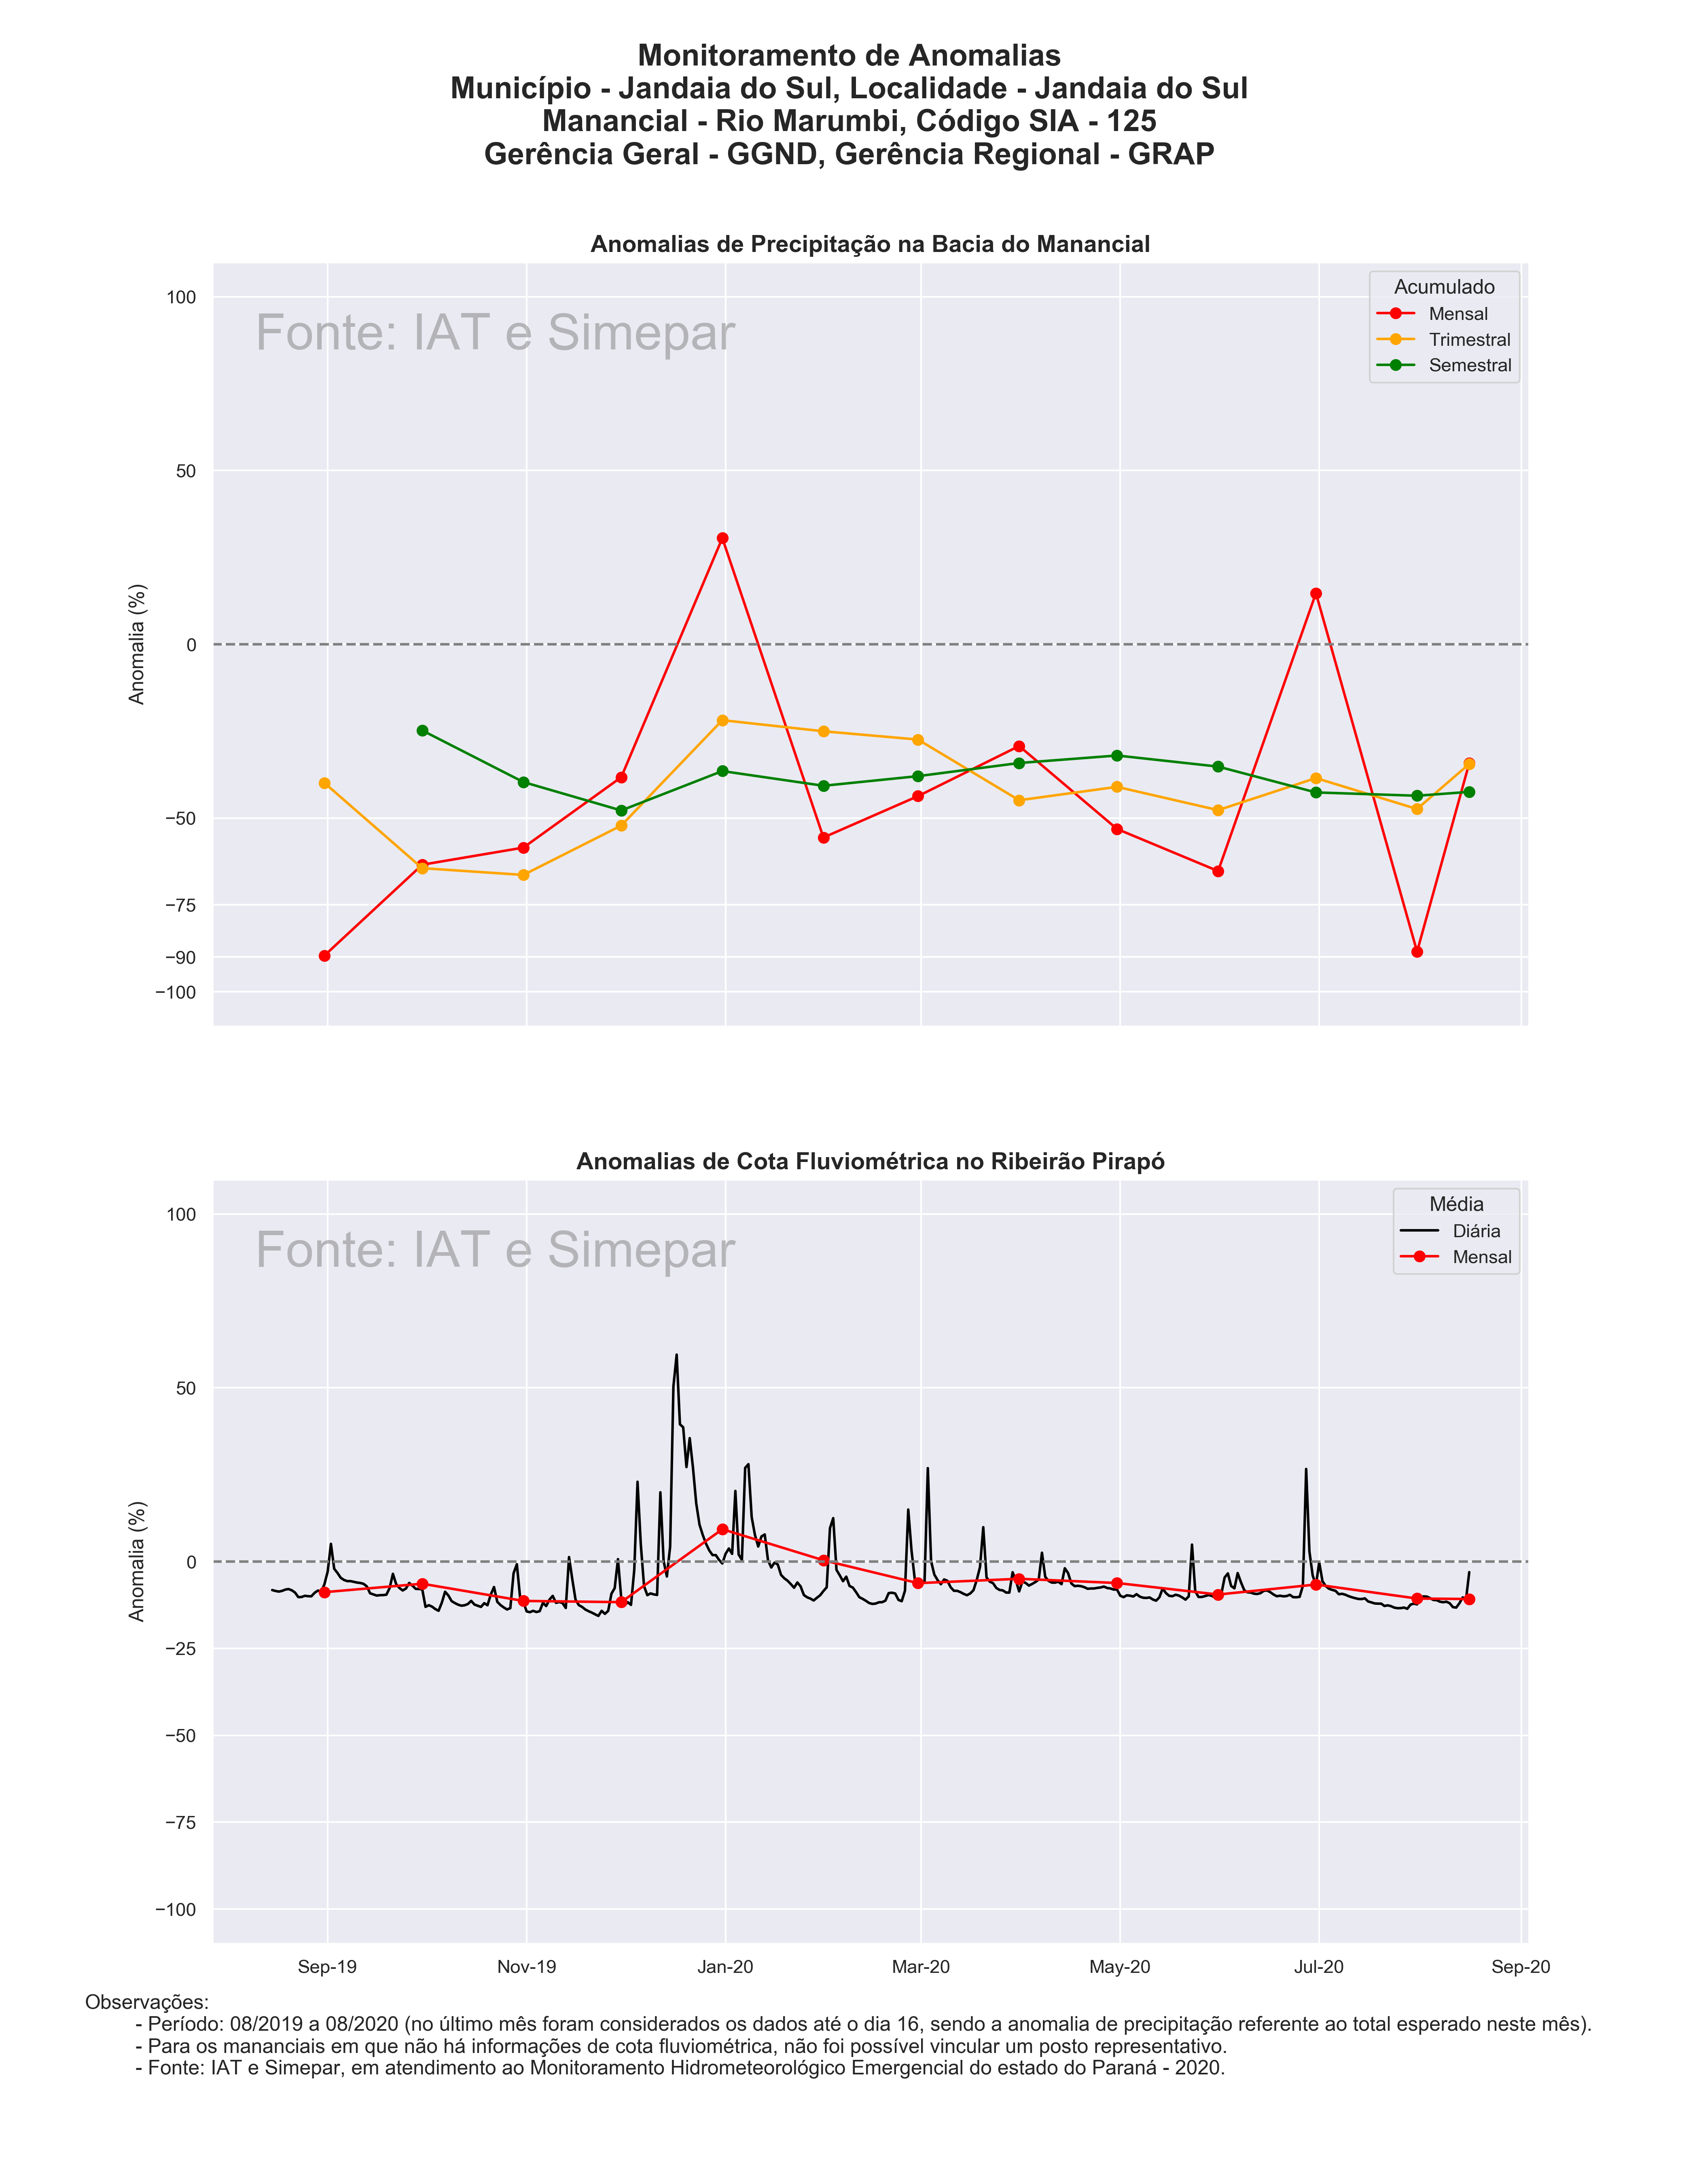 Monitoramento de Anomalias
Município - Jandaia do Sul, Localidade - Jandaia do Sul
Manancial - Rio Marumbi, Código SIA - 125
Gerência Geral - GGND, Gerência Regional - GRAP
Anomalias de Precipitação na Bacia do Manancial
Fonte: IAT e Simepar
Acumulado
Mensal
Trimestral
Semestral
Anomalia (%)
100
50
0
−50
−75
−90
−100
Anomalias de Cota Fluviométrica no Ribeirão Pirapó
Fonte: IAT e Simepar
Média
Diária
Mensal
Anomalia (%)
100
50
0
−25
−50
−75
−100
Sep-19 Nov-19 Jan-20 Mar-20 May-20 Jul-20 Sep-20
Observações:
- Período: 08/2019 a 08/2020 (no último mês foram considerados os dados até o dia 16, sendo a anomalia de precipitação referente ao total esperado neste mês).
- Para os mananciais em que não há informações de cota fluviométrica, não foi possível vincular um posto representativo.
- Fonte: IAT e Simepar, em atendimento ao Monitoramento Hidrometeorológico Emergencial do estado do Paraná - 2020.